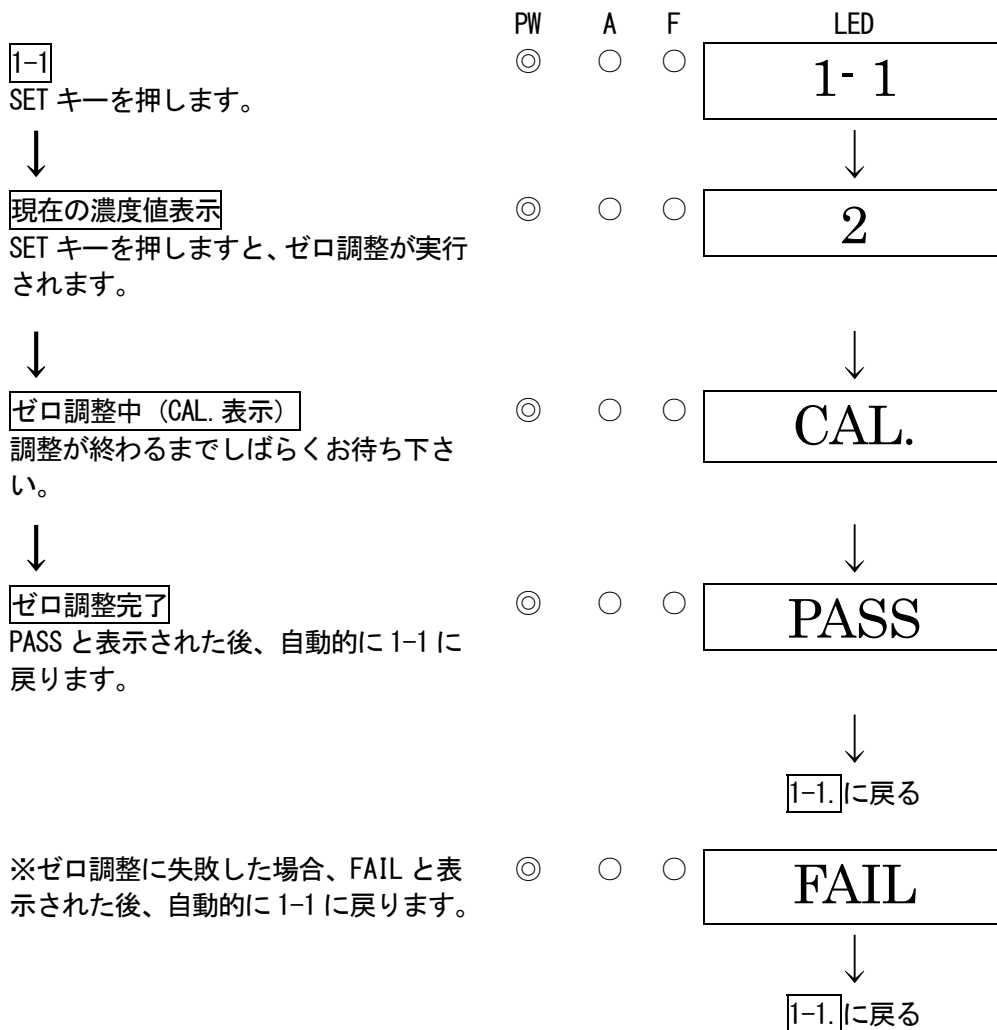 PW A F LED
1-1 ◎ ○ ○ 1- 1
SET キーを押します。
↓ ↓
現在の濃度値表示 ◎ ○ ○ 2
SET キーを押しますと、ゼロ調整が実行
されます。
↓ ↓
ゼロ調整中（CAL.表示） ◎ ○ ○ CAL.
調整が終わるまでしばらくお待ち下さ
い。
↓ ↓
ゼロ調整完了 ◎ ○ ○ PASS
PASS と表示された後、自動的に 1-1 に
戻ります。
↓
1-1.に戻る
※ゼロ調整に失敗した場合、FAIL と表 ◎ ○ ○ FAIL
示された後、自動的に 1-1 に戻ります。
↓
1-1.に戻る